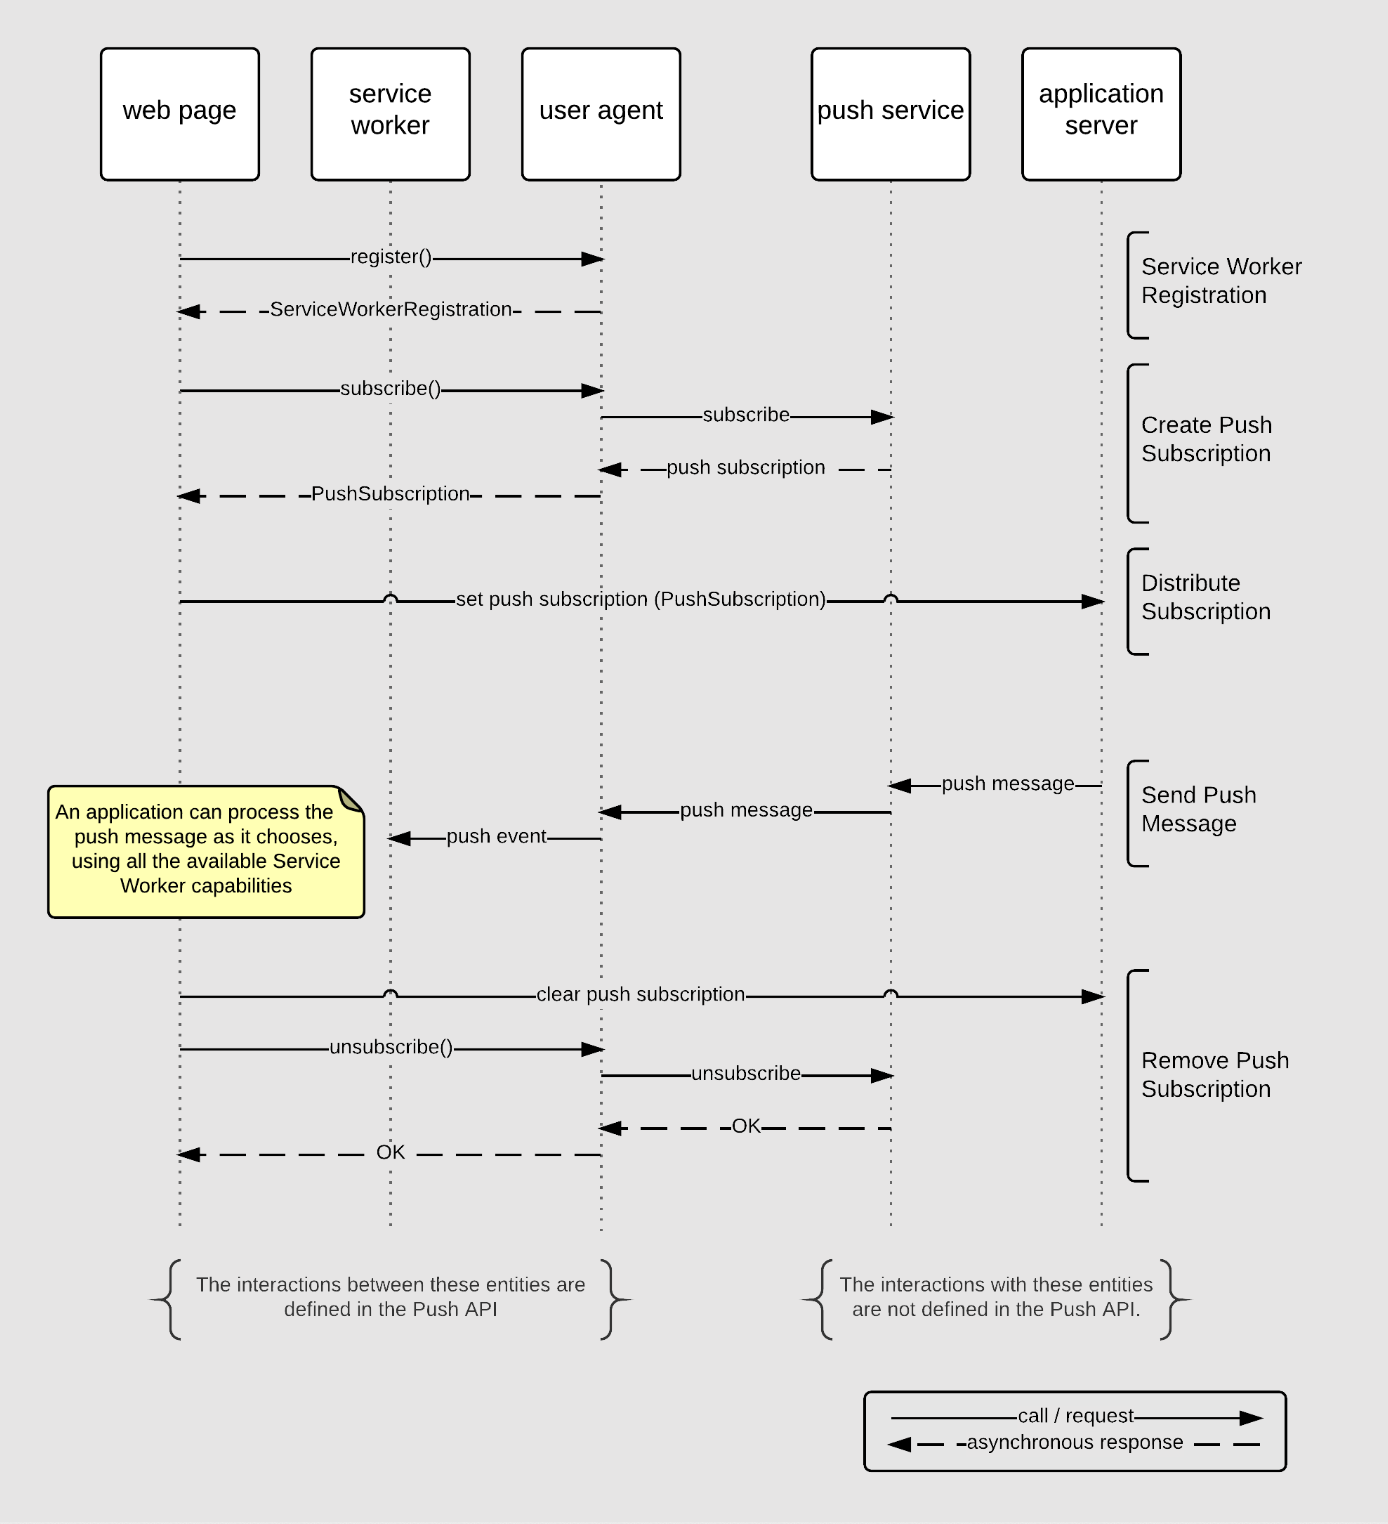 web page
service
worker
user agent
push service
application
server
register()
Service Worker
Registration
ServiceWorkerRegistration
subscribe()
subscribe
Create Push
Subscription
push subscription
PushSubscription
set push subscription (PushSubscription)
Distribute
Subscription
push message
Send Push
Message
push message
push event
An application can process the
push message as it chooses,
using all the available Service
Worker capabilities
clear push subscription
unsubscribe()
unsubscribe
Remove Push
Subscription
OK
OK
The interactions between these entities are
defined in the Push API
The interactions with these entities
are not defined in the Push API.
call / request
asynchronous response